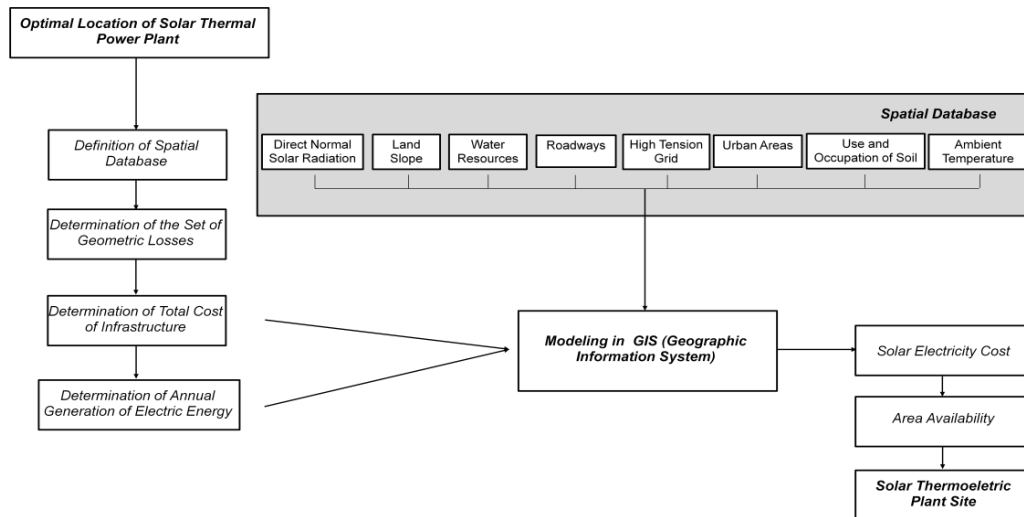 Optimal Location of Solar Thermal
Power Plant
Definition of Spatial
Database
Determination of the Set of
Geometric Losses
Determination of Total Cost
of Infrastructure
Determination of Annual
Generation of Electric Energy
Spatial Database
Direct Normal
Solar Radiation
Land
Slope
Water
Resources
Roadways
High Tension
Grid
Urban Areas
Use and
Occupation of Soil
Ambient
Temperature
Modeling in GIS (Geographic
Information System)
Solar Electricity Cost
Area Availability
Solar Thermoeletric
Plant Site